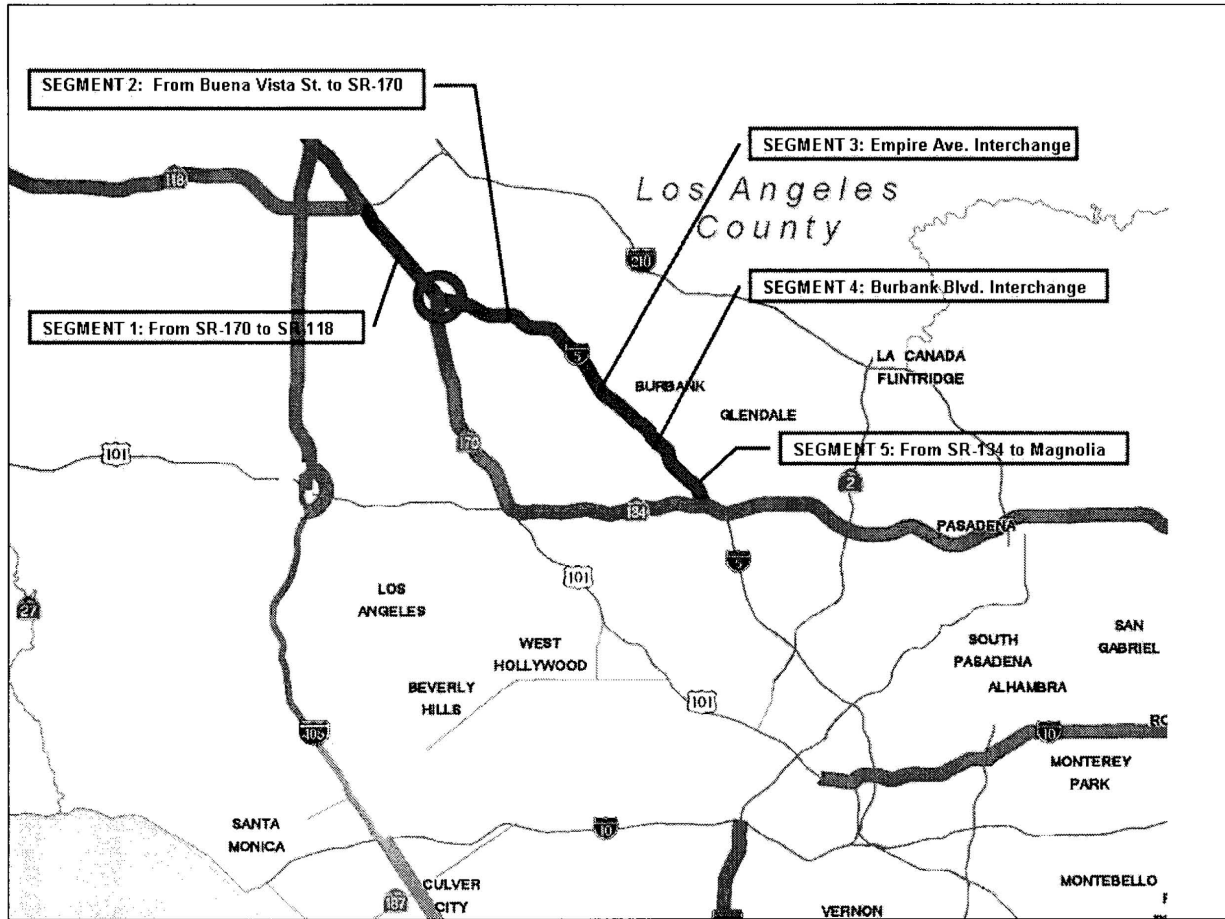 SEGMENT 2: From Buena Vista St. to SR-170
SEGMENT 3: Empire Ave. Interchange
118
Los Angeles
County
210
SEGMENT 4: Burbank Blvd. Interchange
SEGMENT 1: From SR-170 to SR-118
5
LA CANADA
FLINTRIDGE
BURBANK
GLENDALE
170
101
SEGMENT 5: From SR-134 to Magnolia
2
134
PASADENA
5
101
27
LOS
ANGELES
WEST
HOLLYWOOD
SOUTH
PASADENA
SAN
GABRIEL
BEVERLY
HILLS
ALHAMBRA
101
405
10
RO
MONTEREY
PARK
SANTA
MONICA
10
CULVER
CITY
187
MONTEBELLO
VERNON